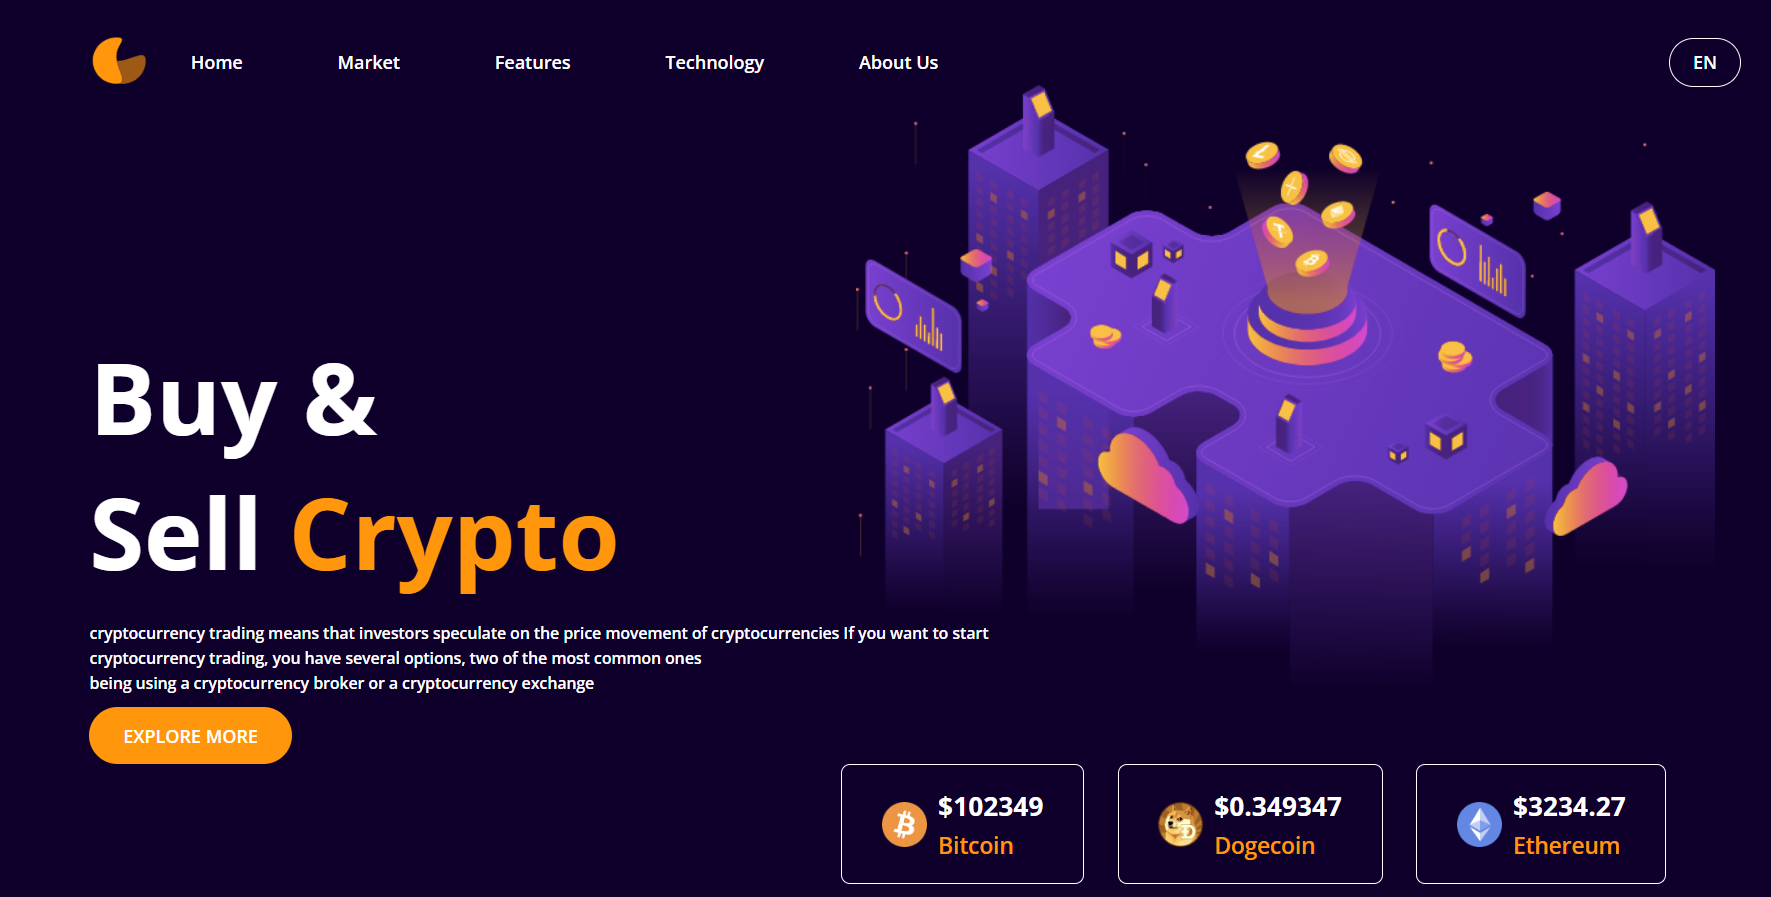 Home Market Features Technology About Us EN
Buy &
Sell Crypto
cryptocurrency trading means that investors speculate on the price movement of cryptocurrencies If you want to start
cryptocurrency trading, you have several options, two of the most common ones
being using a cryptocurrency broker or a cryptocurrency exchange
EXPLORE MORE
$102349
Bitcoin
$0.349347
Dogecoin
$3234.27
Ethereum